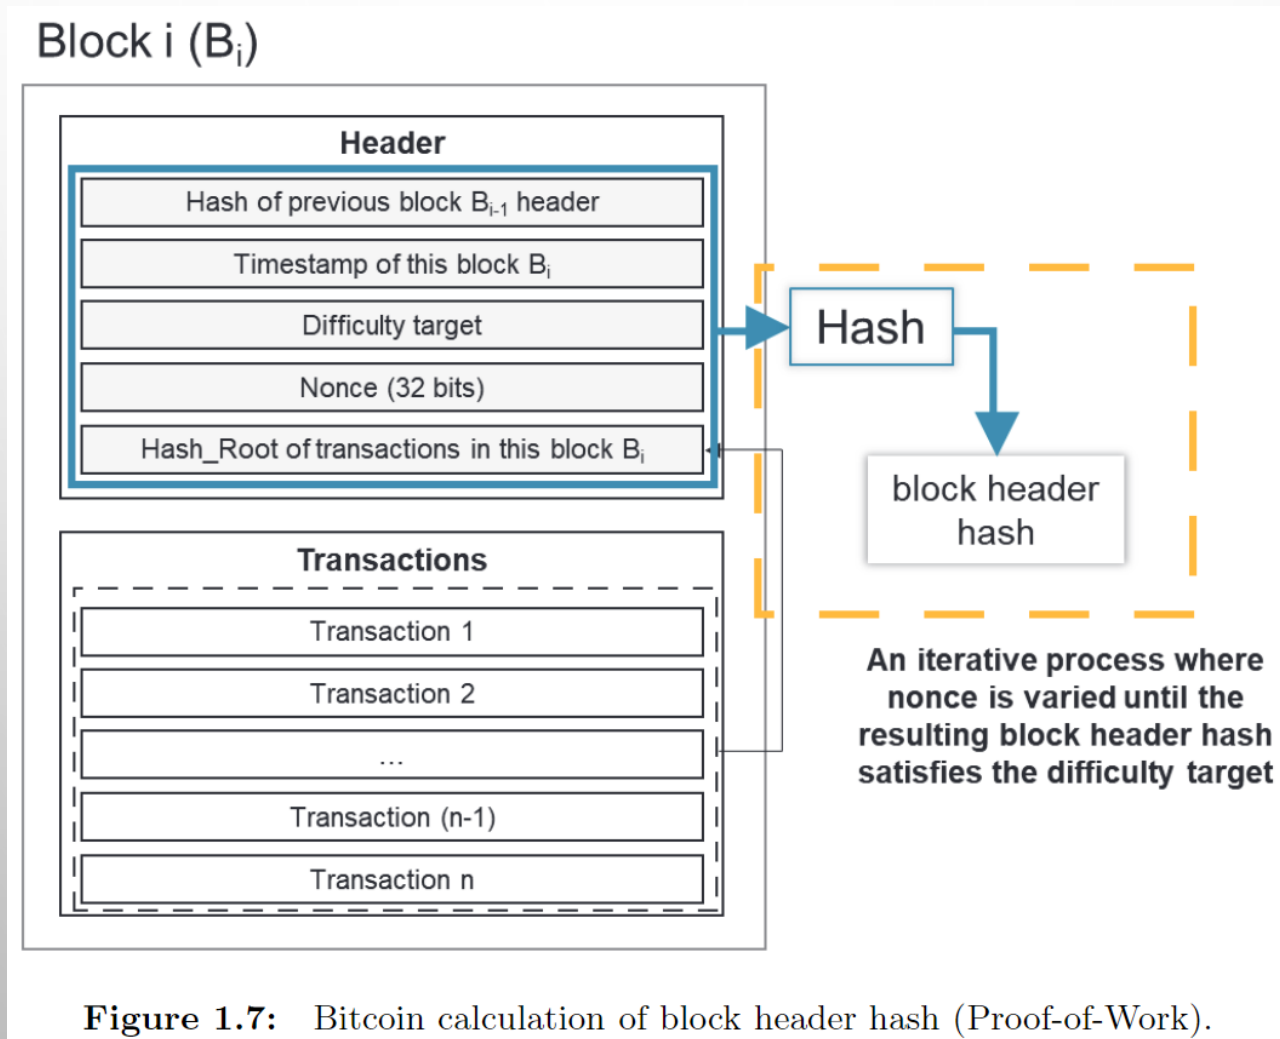 Block i (Bi)
Header
Hash of previous block Bi-1 header
Timestamp of this block Bi
Difficulty target
Nonce (32 bits)
Hash_Root of transactions in this block Bi
Hash
block header
hash
Transactions
Transaction 1
Transaction 2
...
Transaction (n-1)
Transaction n
An iterative process where
nonce is varied until the
resulting block header hash
satisfies the difficulty target
Figure 1.7: Bitcoin calculation of block header hash (Proof-of-Work).